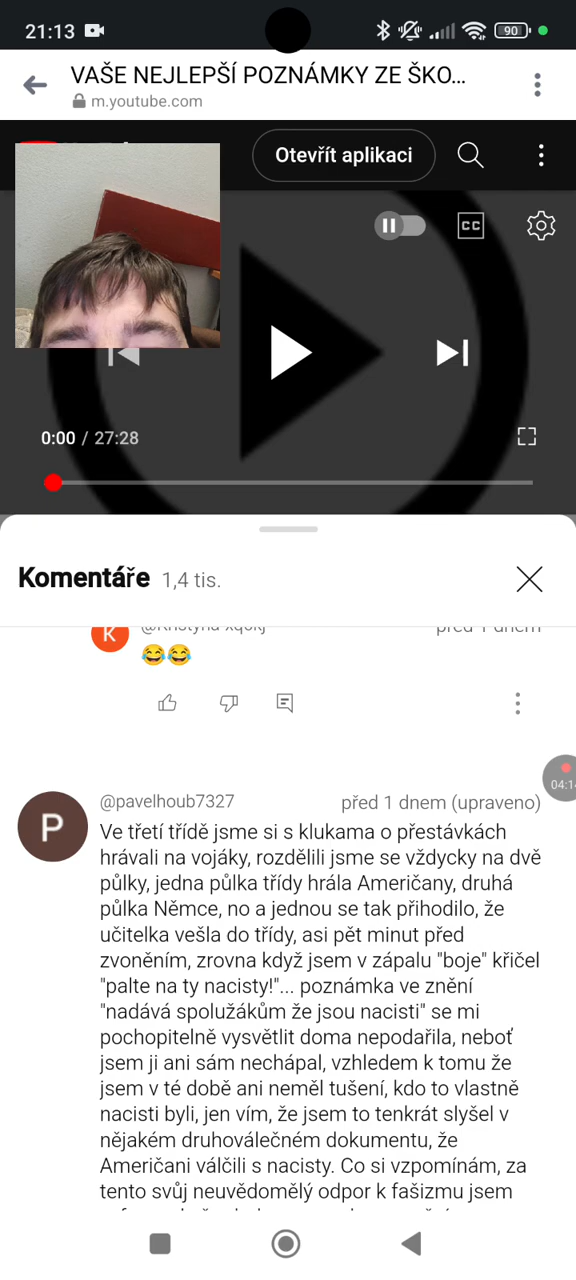 21:13
90
VAŠE NEJLEPŠÍ POZNÁMKY ZE ŠKO...
m.youtube.com
Otevřít aplikaci
CC
0:00 / 27:28
Komentáře 1,4 tis.
K
před 1 dnem
😂😂
04:1
@pavelhoub7327 před 1 dnem (upraveno)
P
Ve třetí třídě jsme si s klukama o přestávkách
hrávali na vojáky, rozdělili jsme se vždycky na dvě
půlky, jedna půlka třídy hrála Američany, druhá
půlka Němce, no a jednou se tak přihodilo, že
učitelka vešla do třídy, asi pět minut před
zvoněním, zrovna když jsem v zápalu "boje" křičel
"palte na ty nacisty!"... poznámka ve znění
"nadává spolužákům že jsou nacisti" se mi
pochopitelně vysvětlit doma nepodařila, neboť
jsem ji ani sám nechápal, vzhledem k tomu že
jsem v té době ani neměl tušení, kdo to vlastně
nacisti byli, jen vím, že jsem to tenkrát slyšel v
nějakém druhoválečném dokumentu, že
Američani válčili s nacisty. Co si vzpomínám, za
tento svůj neuvědomělý odpor k fašizmu jsem